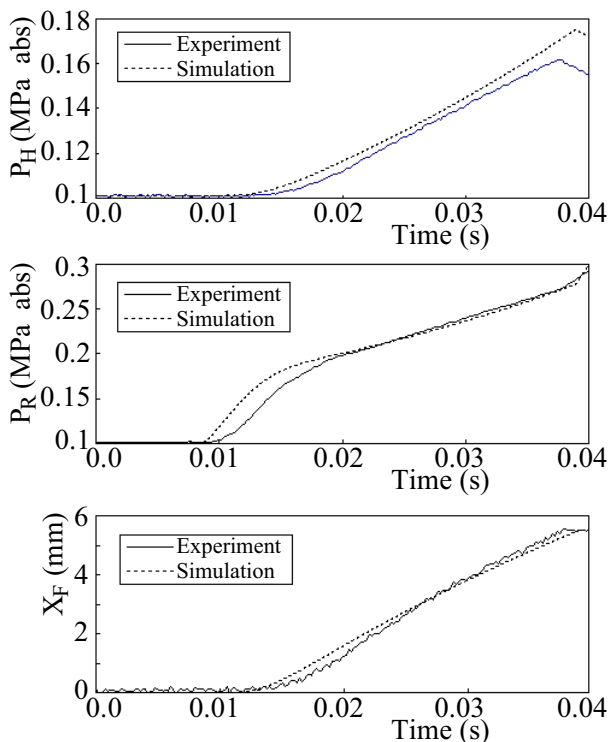 P_H (MPa abs)
0.18
0.16
0.14
0.12
0.1
Experiment
Simulation
0.0 0.01 0.02 0.03 0.04
Time (s)
P_R (MPa abs)
0.3
0.25
0.2
0.15
0.1
Experiment
Simulation
0.0 0.01 0.02 0.03 0.04
Time (s)
X_F (mm)
6
4
2
0
Experiment
Simulation
0.0 0.01 0.02 0.03 0.04
Time (s)